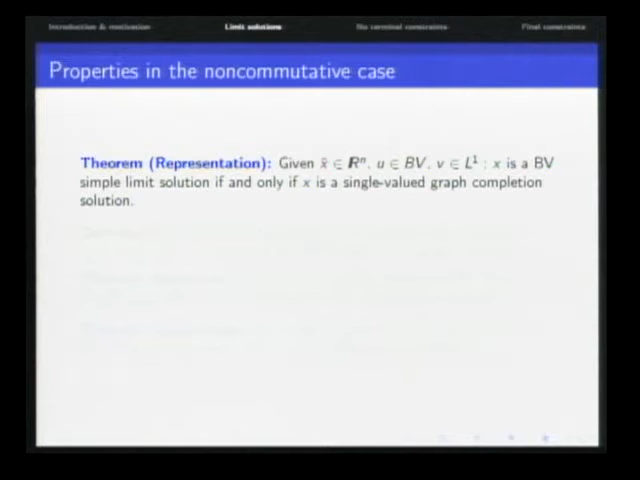 Introduction & motivation
Limit solutions
No terminal constraints
Final constraints
Properties in the noncommutative case
Theorem (Representation): Given x̄ ∈ Rⁿ, u ∈ BV, v ∈ L¹ : x is a BV
simple limit solution if and only if x is a single-valued graph completion
solution.